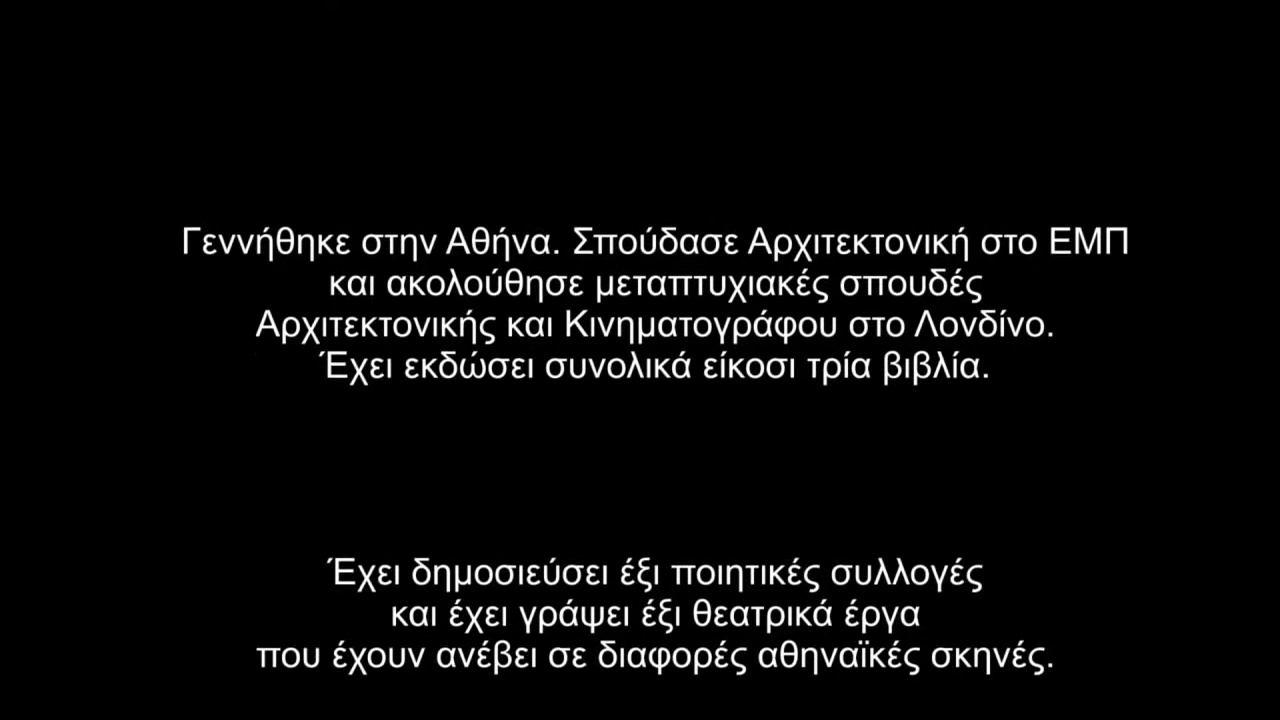 Γεννήθηκε στην Αθήνα. Σπούδασε Αρχιτεκτονική στο ΕΜΠ
και ακολούθησε μεταπτυχιακές σπουδές
Αρχιτεκτονικής και Κινηματογράφου στο Λονδίνο.
Έχει εκδώσει συνολικά είκοσι τρία βιβλία.
Έχει δημοσιεύσει έξι ποιητικές συλλογές
και έχει γράψει έξι θεατρικά έργα
που έχουν ανέβει σε διαφορές αθηναϊκές σκηνές.